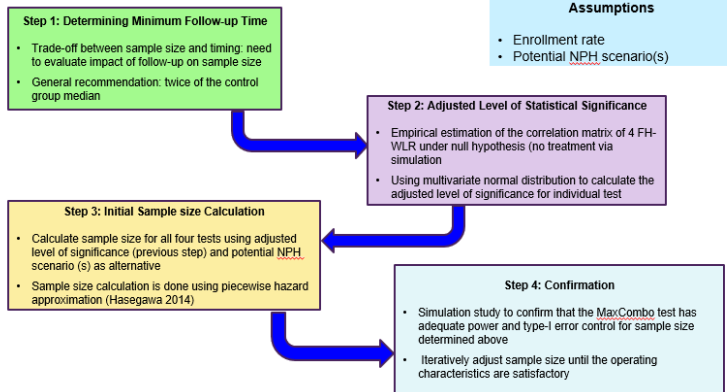 Step 1: Determining Minimum Follow-up Time
• Trade-off between sample size and timing: need
to evaluate impact of follow-up on sample size
• General recommendation: twice of the control
group median
Assumptions
• Enrollment rate
• Potential NPH scenario(s)
Step 2: Adjusted Level of Statistical Significance
• Empirical estimation of the correlation matrix of 4 FH-
WLR under null hypothesis (no treatment via
simulation
• Using multivariate normal distribution to calculate the
adjusted level of significance for individual test
Step 3: Initial Sample size Calculation
• Calculate sample size for all four tests using adjusted
level of significance (previous step) and potential NPH
scenario (s) as alternative
• Sample size calculation is done using piecewise hazard
approximation (Hasegawa 2014)
Step 4: Confirmation
• Simulation study to confirm that the MaxCombo test has
adequate power and type-I error control for sample size
determined above
• Iteratively adjust sample size until the operating
characteristics are satisfactory